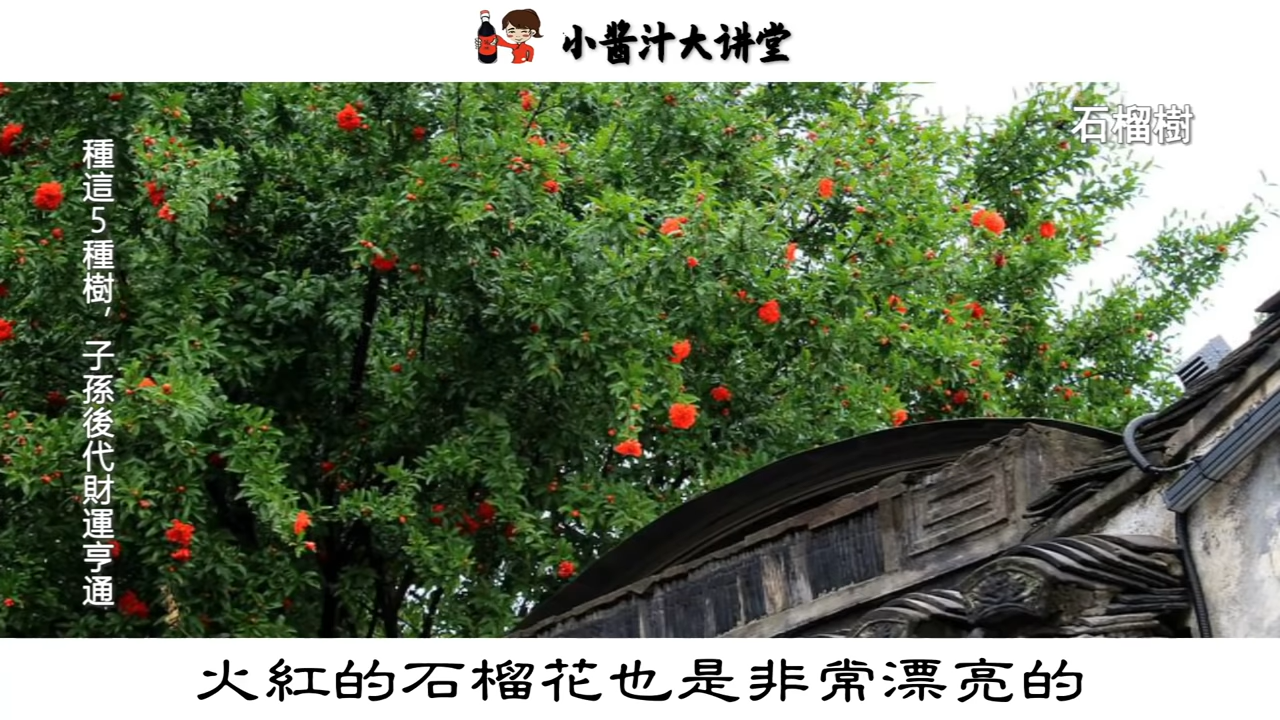 小醬汁大讲堂
石榴樹
種這5種樹，子孫後代財運亨通
火紅的石榴花也是非常漂亮的